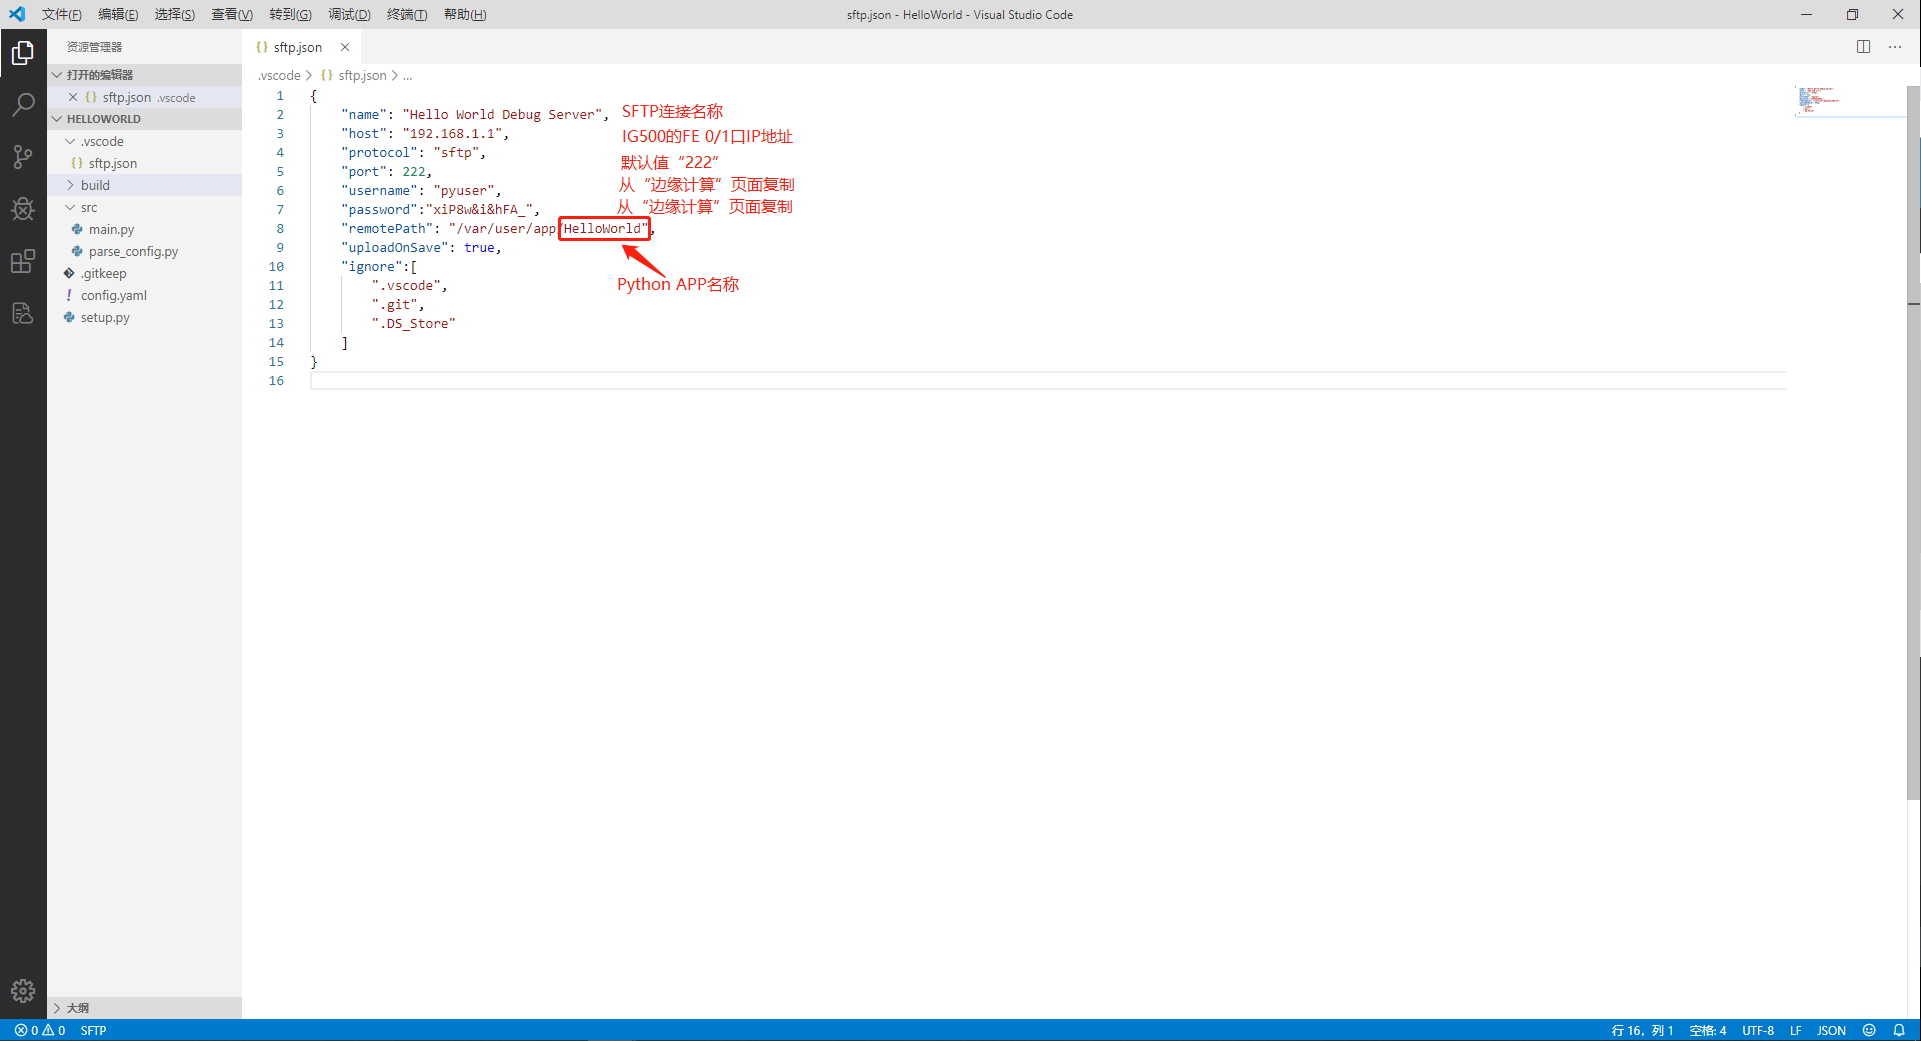 文件(F) 编辑(E) 选择(S) 查看(V) 转到(G) 调试(D) 终端(T) 帮助(H)
sftp.json - HelloWorld - Visual Studio Code
资源管理器
打开的编辑器
sftp.json .vscode
HELLOWORLD
.vscode
sftp.json
build
src
main.py
parse_config.py
.gitkeep
config.yaml
setup.py
大纲
sftp.json
.vscode > {} sftp.json > ...
1 {
2 "name": "Hello World Debug Server", SFTP连接名称
3 "host": "192.168.1.1", IG500的FE 0/1口IP地址
4 "protocol": "sftp",
5 "port": 222, 默认值“222”
6 "username": "pyuser", 从“边缘计算”页面复制
7 "password":"xiP8w&i&hFA_", 从“边缘计算”页面复制
8 "remotePath": "/var/user/app/HelloWorld",
9 "uploadOnSave": true,
10 "ignore":[
11 ".vscode", Python APP名称
12 ".git",
13 ".DS_Store"
14 ]
15 }
16
0 0 SFTP
行 16，列 1 空格: 4 UTF-8 LF JSON